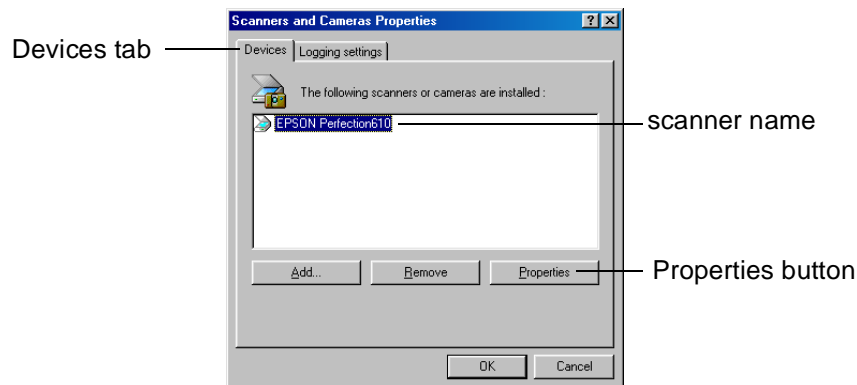 Scanners and Cameras Properties
Devices tab
Devices
Logging settings
The following scanners or cameras are installed :
EPSON Perfection610
scanner name
Add...
Remove
Properties
Properties button
OK
Cancel